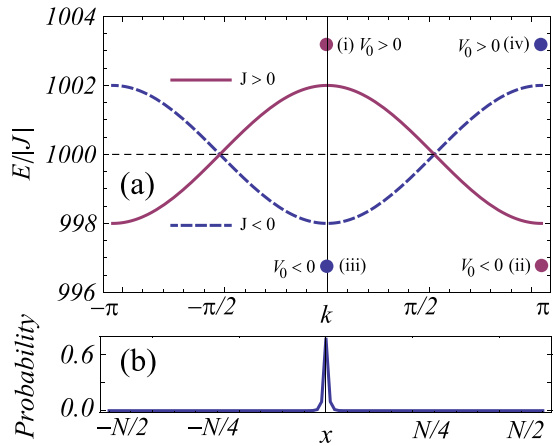 1004
(i) V₀ > 0
V₀ > 0 (iv)
1002
J > 0
E/|J|
1000
(a)
998
J < 0
V₀ < 0
(iii)
V₀ < 0 (ii)
996
−π
−π/2
k
π/2
π
Probability
0.6
(b)
0.0
−N/2
−N/4
x
N/4
N/2